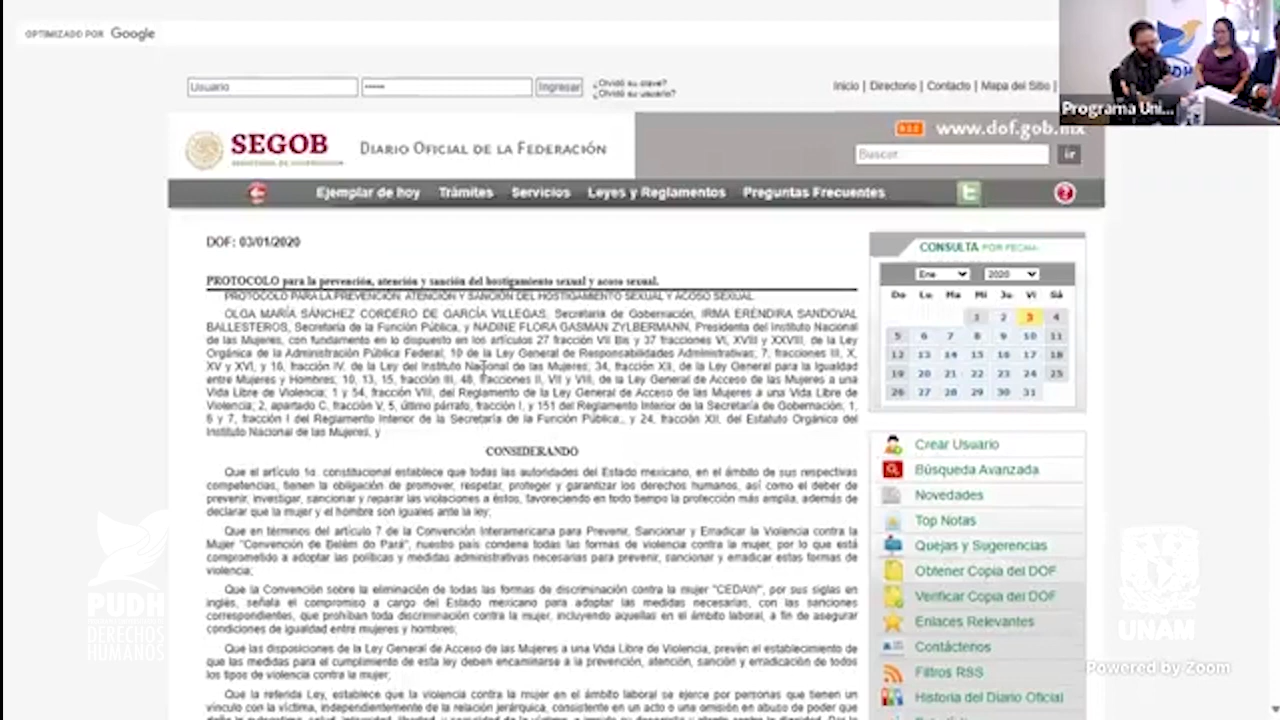 OPTIMIZADO POR Google
Usuario
•••••
Ingresar
¿Olvidó su clave?
¿Olvidó su usuario?
Inicio | Directorio | Contacto | Mapa del Sitio |
Programa Uni...
SEGOB
DIARIO OFICIAL DE LA FEDERACIÓN
www.dof.gob.mx
Buscar...
ir
Ejemplar de hoy Trámites Servicios Leyes y Reglamentos Preguntas Frecuentes
DOF: 03/01/2020
PROTOCOLO para la prevención, atención y sanción del hostigamiento sexual y acoso sexual.
PROTOCOLO PARA LA PREVENCIÓN, ATENCIÓN Y SANCIÓN DEL HOSTIGAMIENTO SEXUAL Y ACOSO SEXUAL
OLGA MARÍA SÁNCHEZ CORDERO DE GARCÍA VILLEGAS, Secretaria de Gobernación, IRMA ERÉNDIRA SANDOVAL
BALLESTEROS, Secretaria de la Función Pública, y NADINE FLORA GASMAN ZYLBERMANN, Presidenta del Instituto Nacional
de las Mujeres, con fundamento en lo dispuesto en los artículos 27 fracción VII Bis y 37 fracciones VI, XVIII y XXVIII, de la Ley
Orgánica de la Administración Pública Federal; 10 de la Ley General de Responsabilidades Administrativas; 7, fracciones III, X,
XV y XVI, y 16, fracción IV, de la Ley del Instituto Nacional de las Mujeres; 34, fracción XII, de la Ley General para la Igualdad
entre Mujeres y Hombres; 10, 13, 15, fracción III, 48, fracciones II, VII y VIII, de la Ley General de Acceso de las Mujeres a una
Vida Libre de Violencia; 1 y 54, fracción VIII, del Reglamento de la Ley General de Acceso de las Mujeres a una Vida Libre de
Violencia; 2, apartado C, fracción V, 5, último párrafo, fracción I, y 151 del Reglamento Interior de la Secretaría de Gobernación; 1,
6 y 7, fracción I del Reglamento Interior de la Secretaría de la Función Pública., y 24, fracción XII, del Estatuto Orgánico del
Instituto Nacional de las Mujeres, y
CONSIDERANDO
Que el artículo 1o. constitucional establece que todas las autoridades del Estado mexicano, en el ámbito de sus respectivas
competencias, tienen la obligación de promover, respetar, proteger y garantizar los derechos humanos, así como el deber de
prevenir, investigar, sancionar y reparar las violaciones a éstos, favoreciendo en todo tiempo la protección más amplia, además de
declarar que la mujer y el hombre son iguales ante la ley;
Que en términos del artículo 7 de la Convención Interamericana para Prevenir, Sancionar y Erradicar la Violencia contra la
Mujer "Convención de Belém do Pará", nuestro país condena todas las formas de violencia contra la mujer, por lo que está
comprometido a adoptar las políticas y medidas administrativas necesarias para prevenir, sancionar y erradicar estas formas de
violencia;
Que la Convención sobre la eliminación de todas las formas de discriminación contra la mujer "CEDAW", por sus siglas en
inglés, señala el compromiso a cargo del Estado mexicano para adoptar las medidas necesarias, con las sanciones
correspondientes, que prohíban toda discriminación contra la mujer, incluyendo aquellas en el ámbito laboral, a fin de asegurar
condiciones de igualdad entre mujeres y hombres;
Que las disposiciones de la Ley General de Acceso de las Mujeres a una Vida Libre de Violencia, prevén el establecimiento de
que las medidas para el cumplimiento de esta ley deben encaminarse a la prevención, atención, sanción y erradicación de todos
los tipos de violencia contra la mujer;
Que la referida Ley, establece que la violencia contra la mujer en el ámbito laboral se ejerce por personas que tienen un
vínculo con la víctima, independientemente de la relación jerárquica, consistente en un acto o una omisión en abuso de poder que
CONSULTA POR FECHA
Ene 2020
Do Lu Ma Mi Ju Vi Sá
1 2 3 4
5 6 7 8 9 10 11
12 13 14 15 16 17 18
19 20 21 22 23 24 25
26 27 28 29 30 31
Crear Usuario
Búsqueda Avanzada
Novedades
Top Notas
Quejas y Sugerencias
Obtener Copia del DOF
Verificar Copia del DOF
Enlaces Relevantes
Contáctenos
Filtros RSS
Historia del Diario Oficial
PUDH
DERECHOS
HUMANOS
UNAM
Powered by Zoom